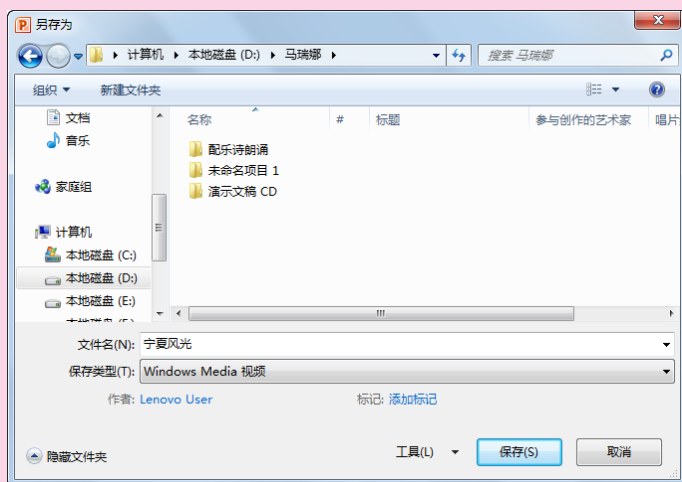 另存为
计算机 本地磁盘 (D:) 马瑞娜
搜索 马瑞娜
组织 新建文件夹
名称 # 标题 参与创作的艺术家 唱片
文档
音乐
家庭组
计算机
本地磁盘 (C:)
本地磁盘 (D:)
本地磁盘 (E:)
配乐诗朗诵
未命名项目 1
演示文稿 CD
文件名(N): 宁夏风光
保存类型(T): Windows Media 视频
作者: Lenovo User 标记: 添加标记
隐藏文件夹 工具(L) 保存(S) 取消